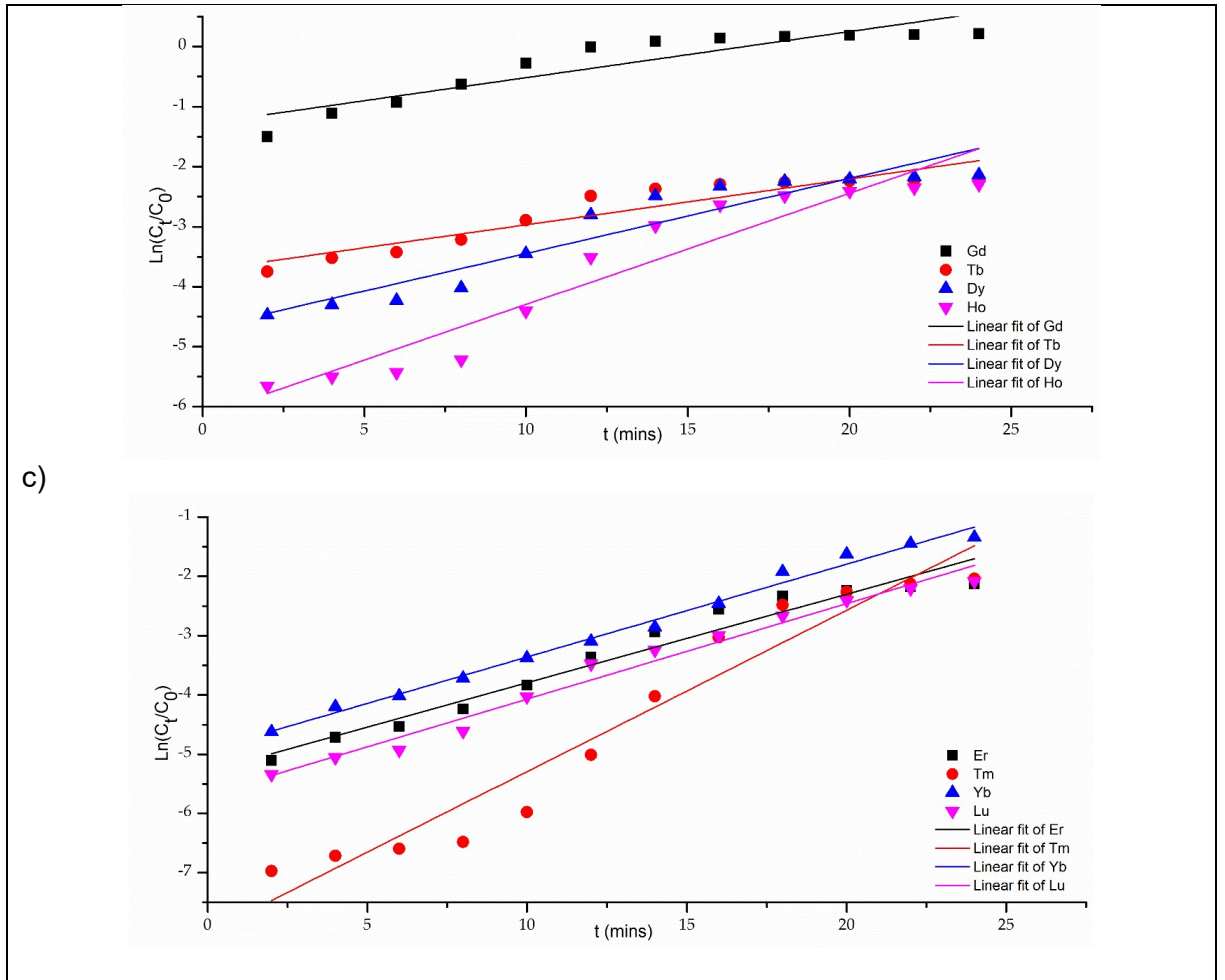 0
-1
-2
-3
-4
-5
-6
Ln(Ct/C0)
Gd
Tb
Dy
Ho
Linear fit of Gd
Linear fit of Tb
Linear fit of Dy
Linear fit of Ho
0 5 10 15 20 25
t (mins)
c)
-1
-2
-3
-4
-5
-6
-7
Ln(Ct/C0)
Er
Tm
Yb
Lu
Linear fit of Er
Linear fit of Tm
Linear fit of Yb
Linear fit of Lu
0 5 10 15 20 25
t (mins)